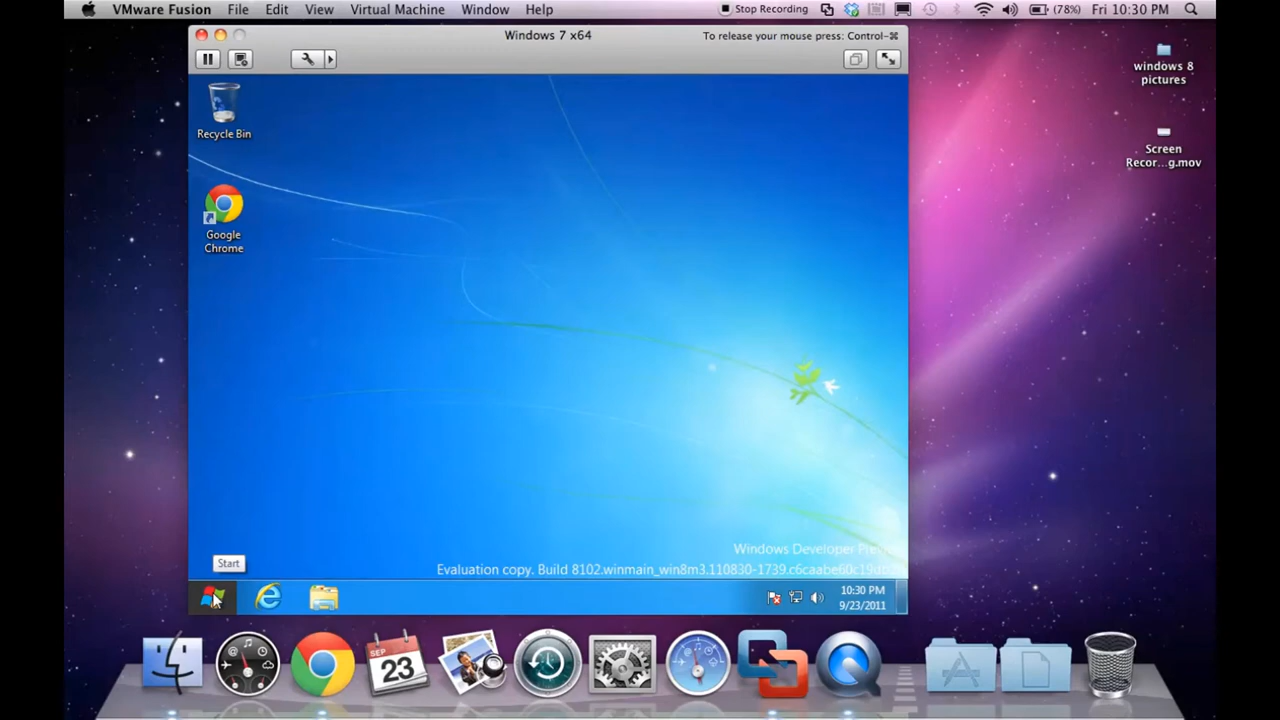 VMware Fusion File Edit View Virtual Machine Window Help Stop Recording (78%) Fri 10:30 PM
Windows 7 x64 To release your mouse press: Control-⌘
windows 8
pictures
Recycle Bin
Screen
Recor...g.mov
Google
Chrome
Windows Developer
Start
Evaluation copy. Build 8102.winmain_win8m3.110830-1739.
10:30 PM
9/23/2011
SEP
23